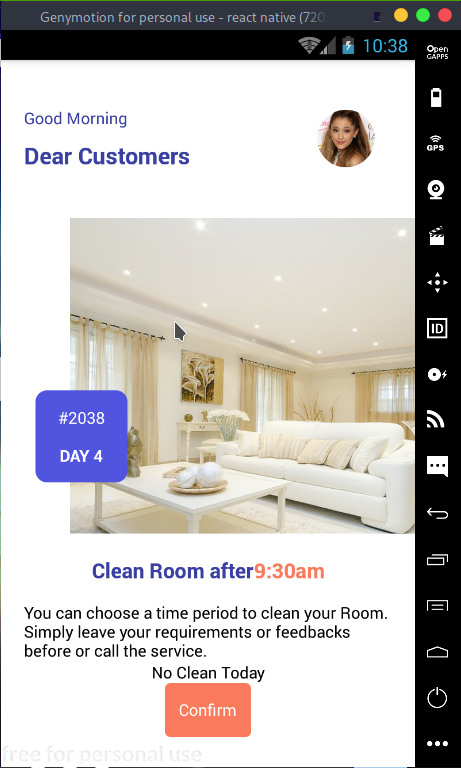 Genymotion for personal use - react native (720
10:38
Open
GAPPS
GPS
ID
Good Morning
Dear Customers
#2038
DAY 4
Clean Room after9:30am
You can choose a time period to clean your Room.
Simply leave your requirements or feedbacks
before or call the service.
No Clean Today
Confirm
free for personal use